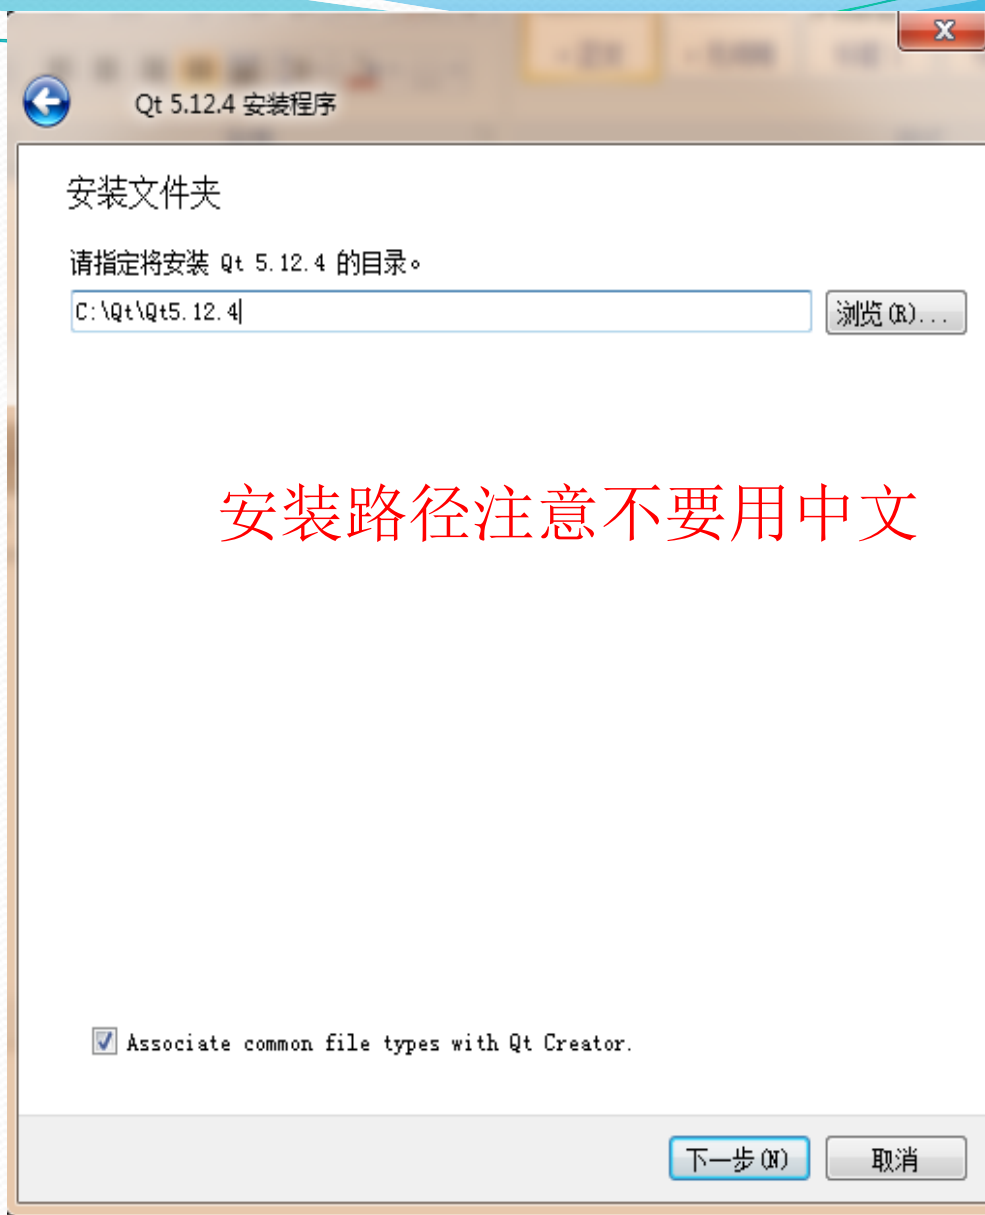 Qt 5.12.4 安装程序
安装文件夹
请指定将安装 Qt 5.12.4 的目录。
C:\Qt\Qt5.12.4
浏览(R)...
安装路径注意不要用中文
Associate common file types with Qt Creator.
下一步(N)
取消